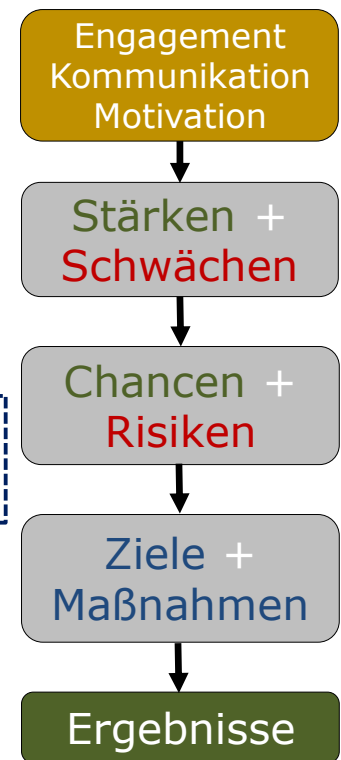 Engagement
Kommunikation
Motivation
Stärken +
Schwächen
Chancen +
Risiken
Ziele +
Maßnahmen
Ergebnisse